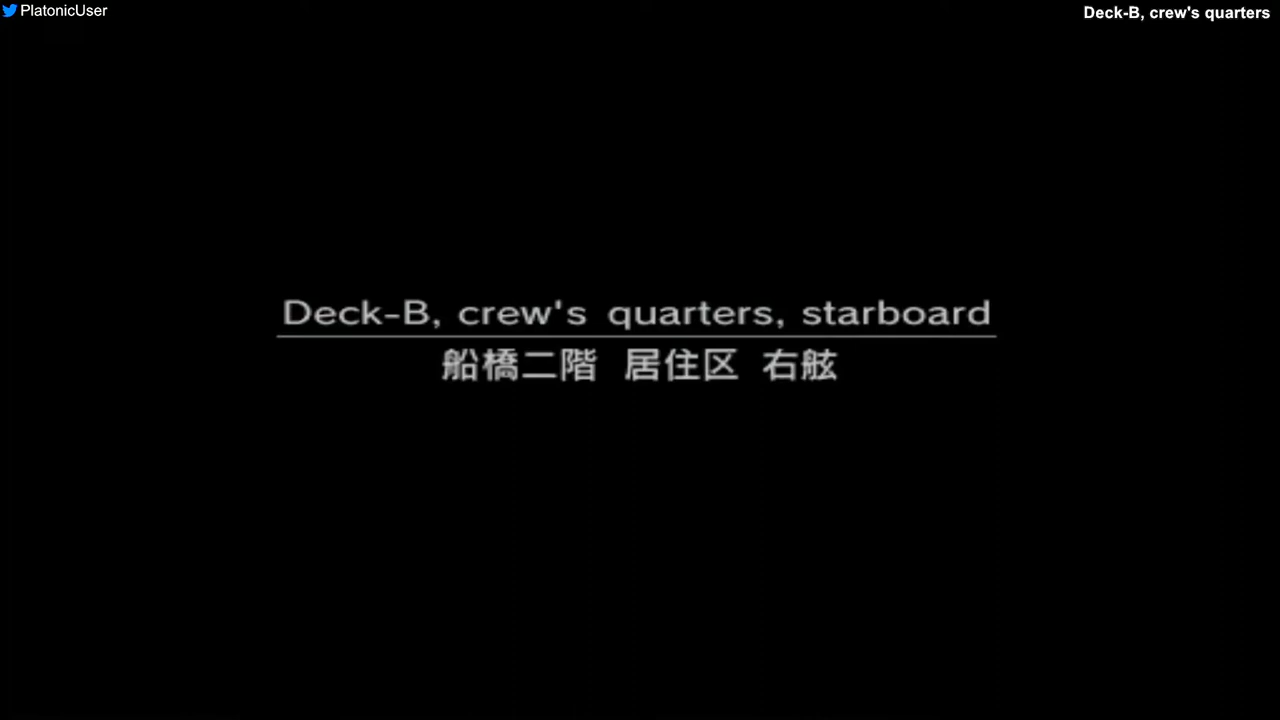 PlatonicUser
Deck-B, crew's quarters
Deck-B, crew's quarters, starboard
船橋二階 居住区 右舷